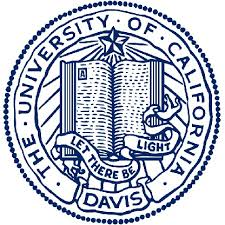 · THE · UNIVERSITY · OF · CALIFORNIA ·
A
LET THERE BE LIGHT
DAVIS